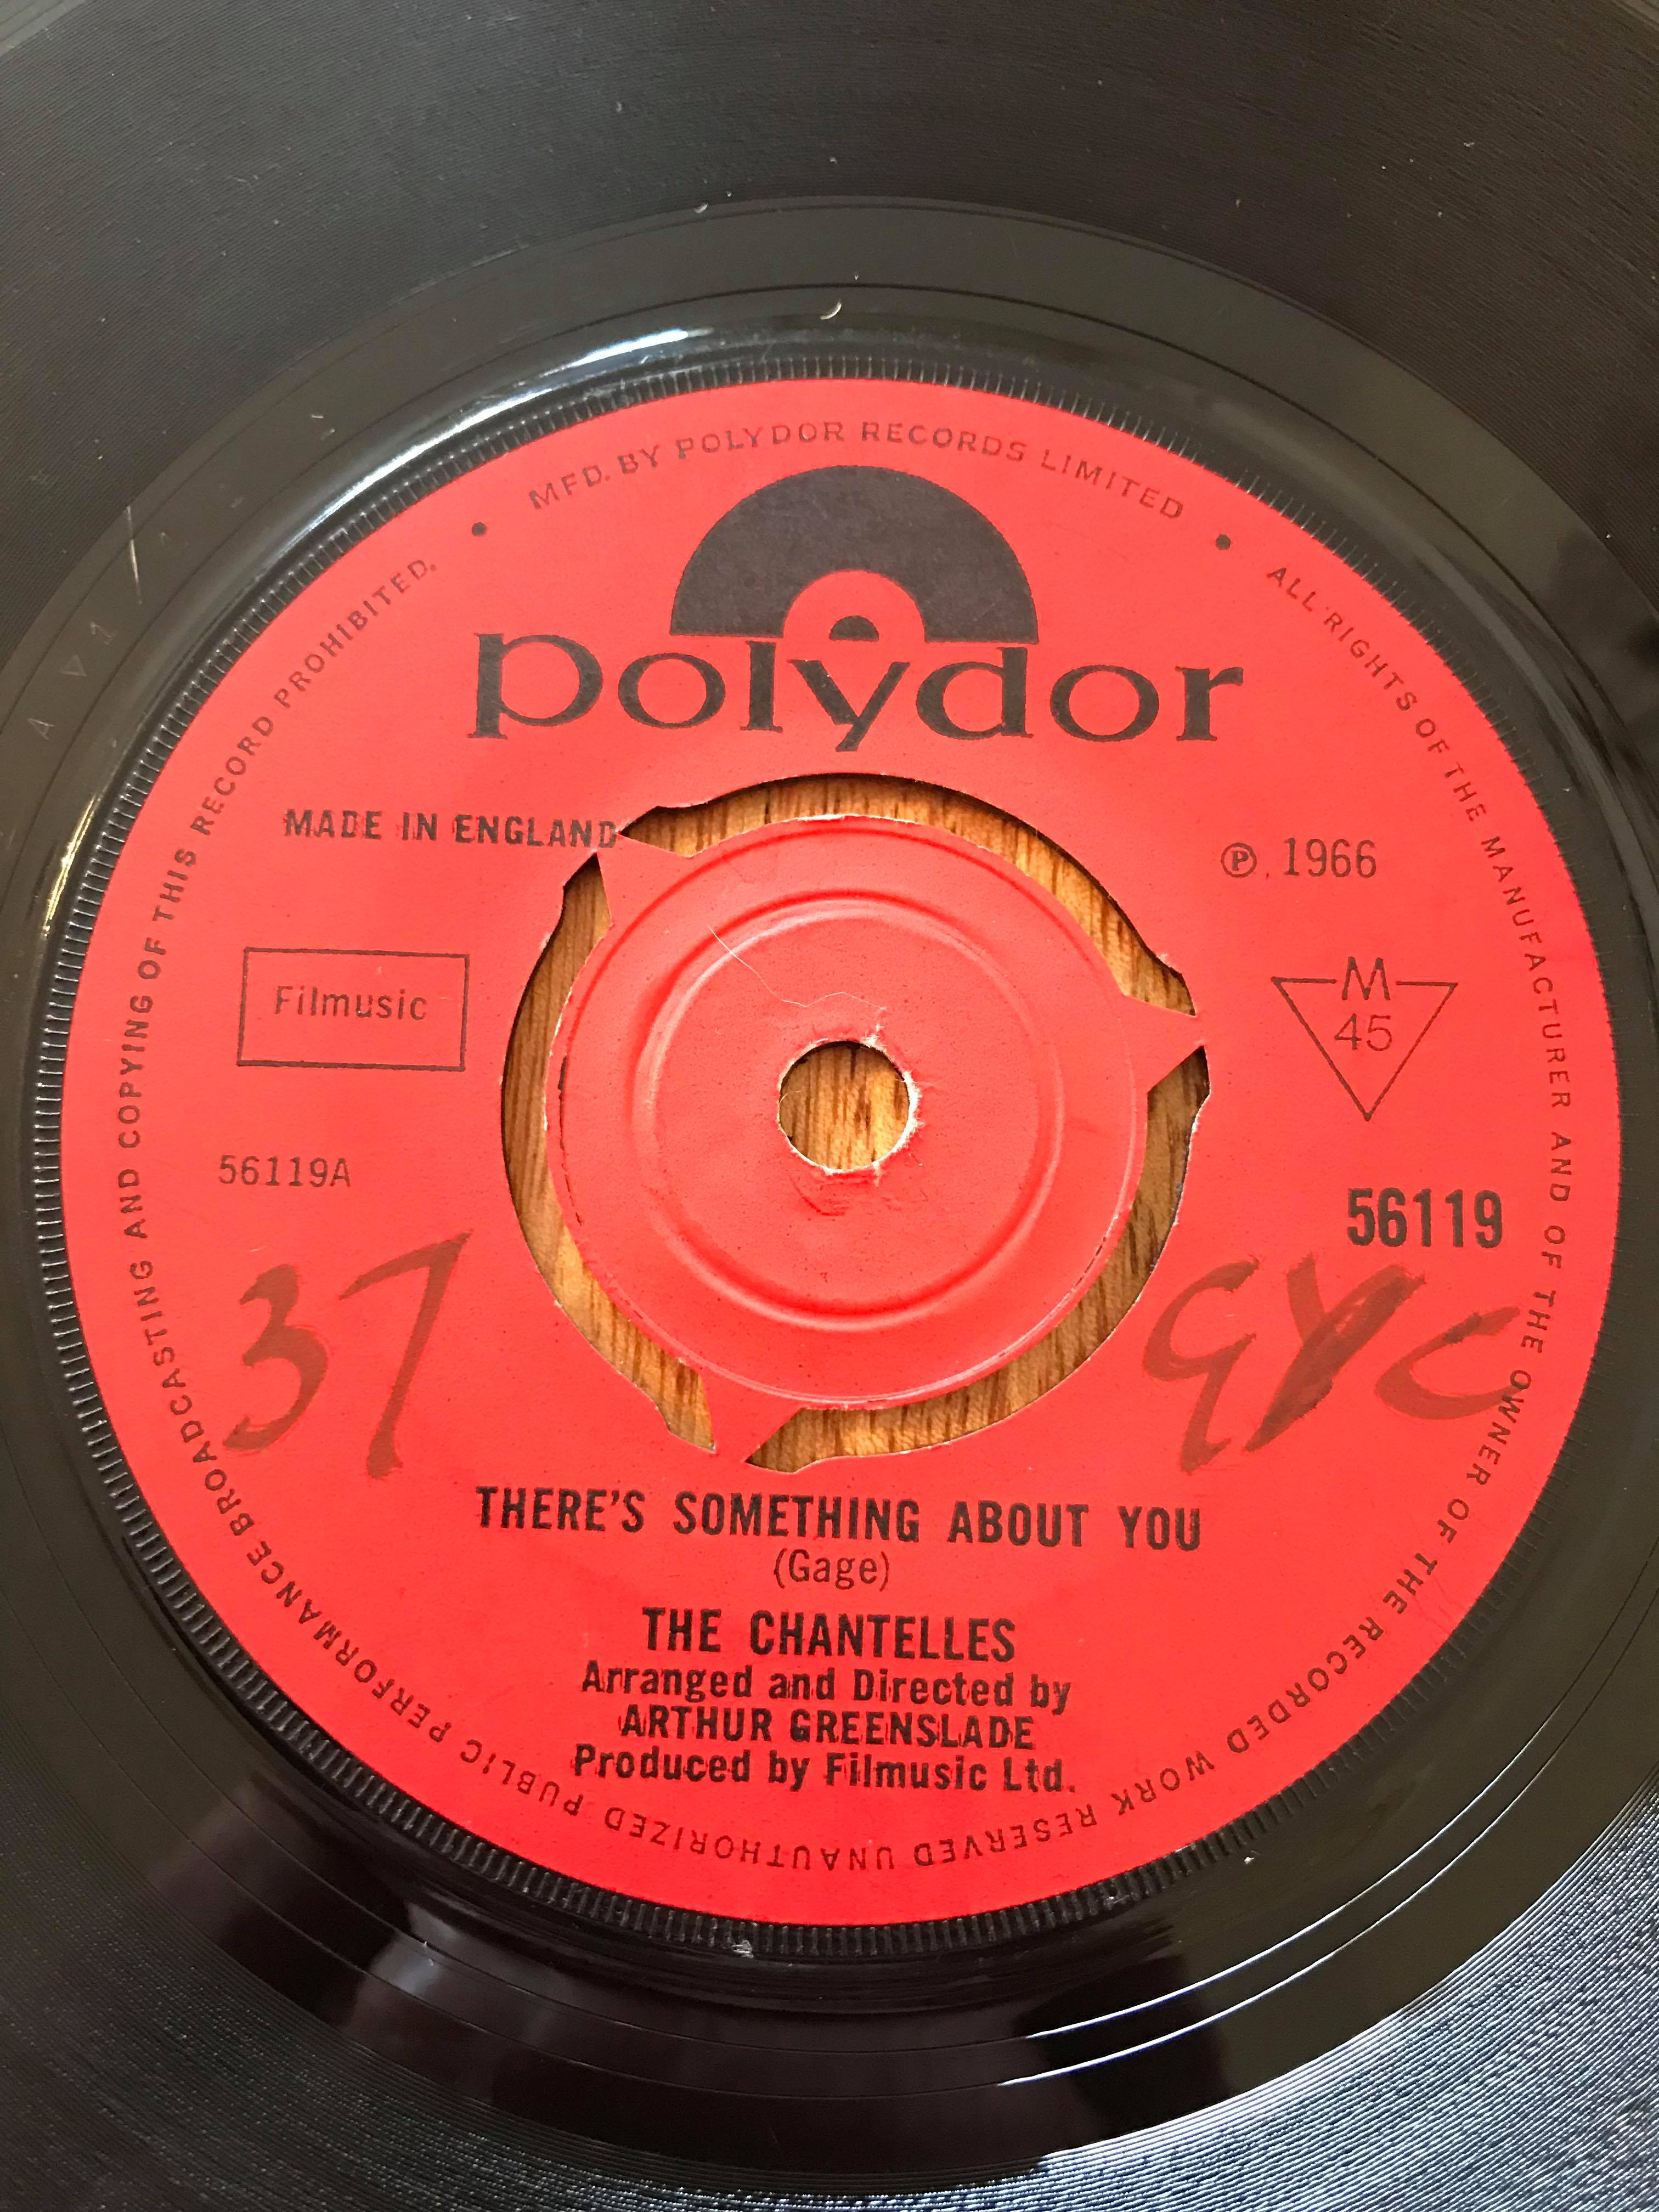 MFD. BY POLYDOR RECORDS LIMITED • ALL RIGHTS OF THE MANUFACTURER AND OF THE OWNER OF THE RECORDED WORK RESERVED UNAUTHORIZED PUBLIC PERFORMANCE BROADCASTING AND COPYING OF THIS RECORD PROHIBITED. •
polydor
MADE IN ENGLAND
℗ 1966
Filmusic
M
45
56119A
56119
37
THERE'S SOMETHING ABOUT YOU
(Gage)
THE CHANTELLES
Arranged and Directed by
ARTHUR GREENSLADE
Produced by Filmusic Ltd.